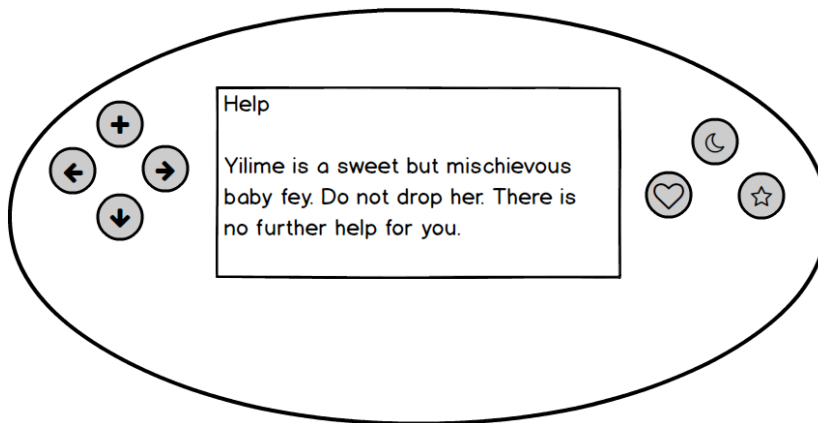 Help
Yilime is a sweet but mischievous
baby fey. Do not drop her. There is
no further help for you.